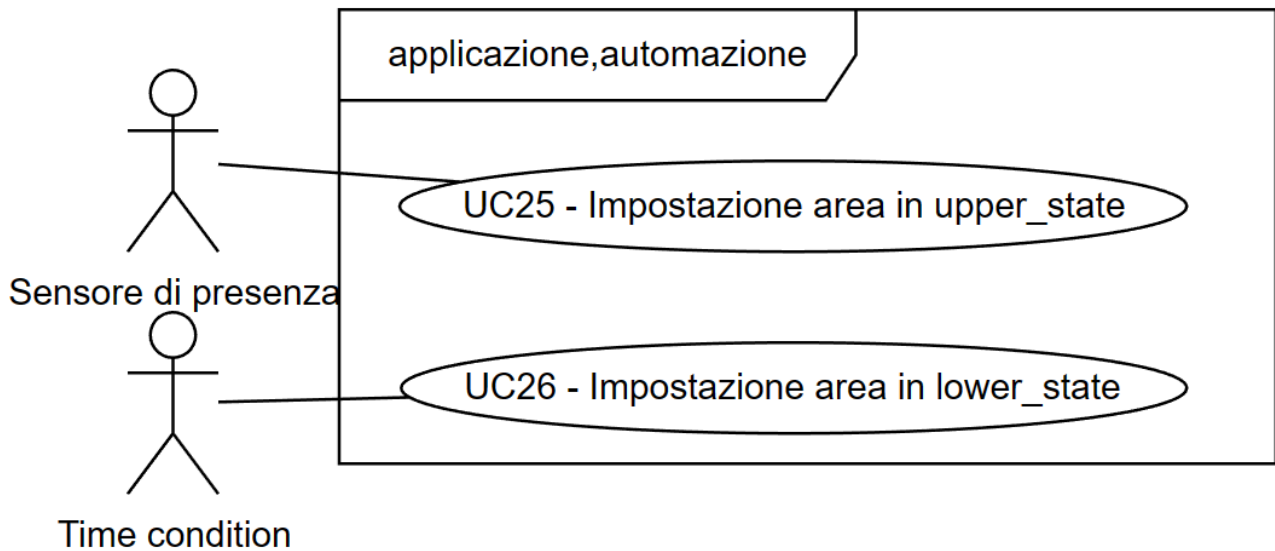 applicazione,automazione
UC25 - Impostazione area in upper_state
Sensore di presenza
UC26 - Impostazione area in lower_state
Time condition